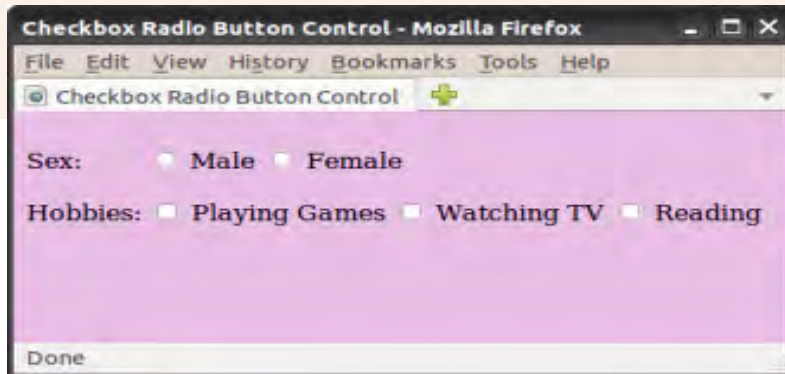 Checkbox Radio Button Control - Mozilla Firefox
File Edit View History Bookmarks Tools Help
Checkbox Radio Button Control
Sex: Male Female
Hobbies: Playing Games Watching TV Reading
Done